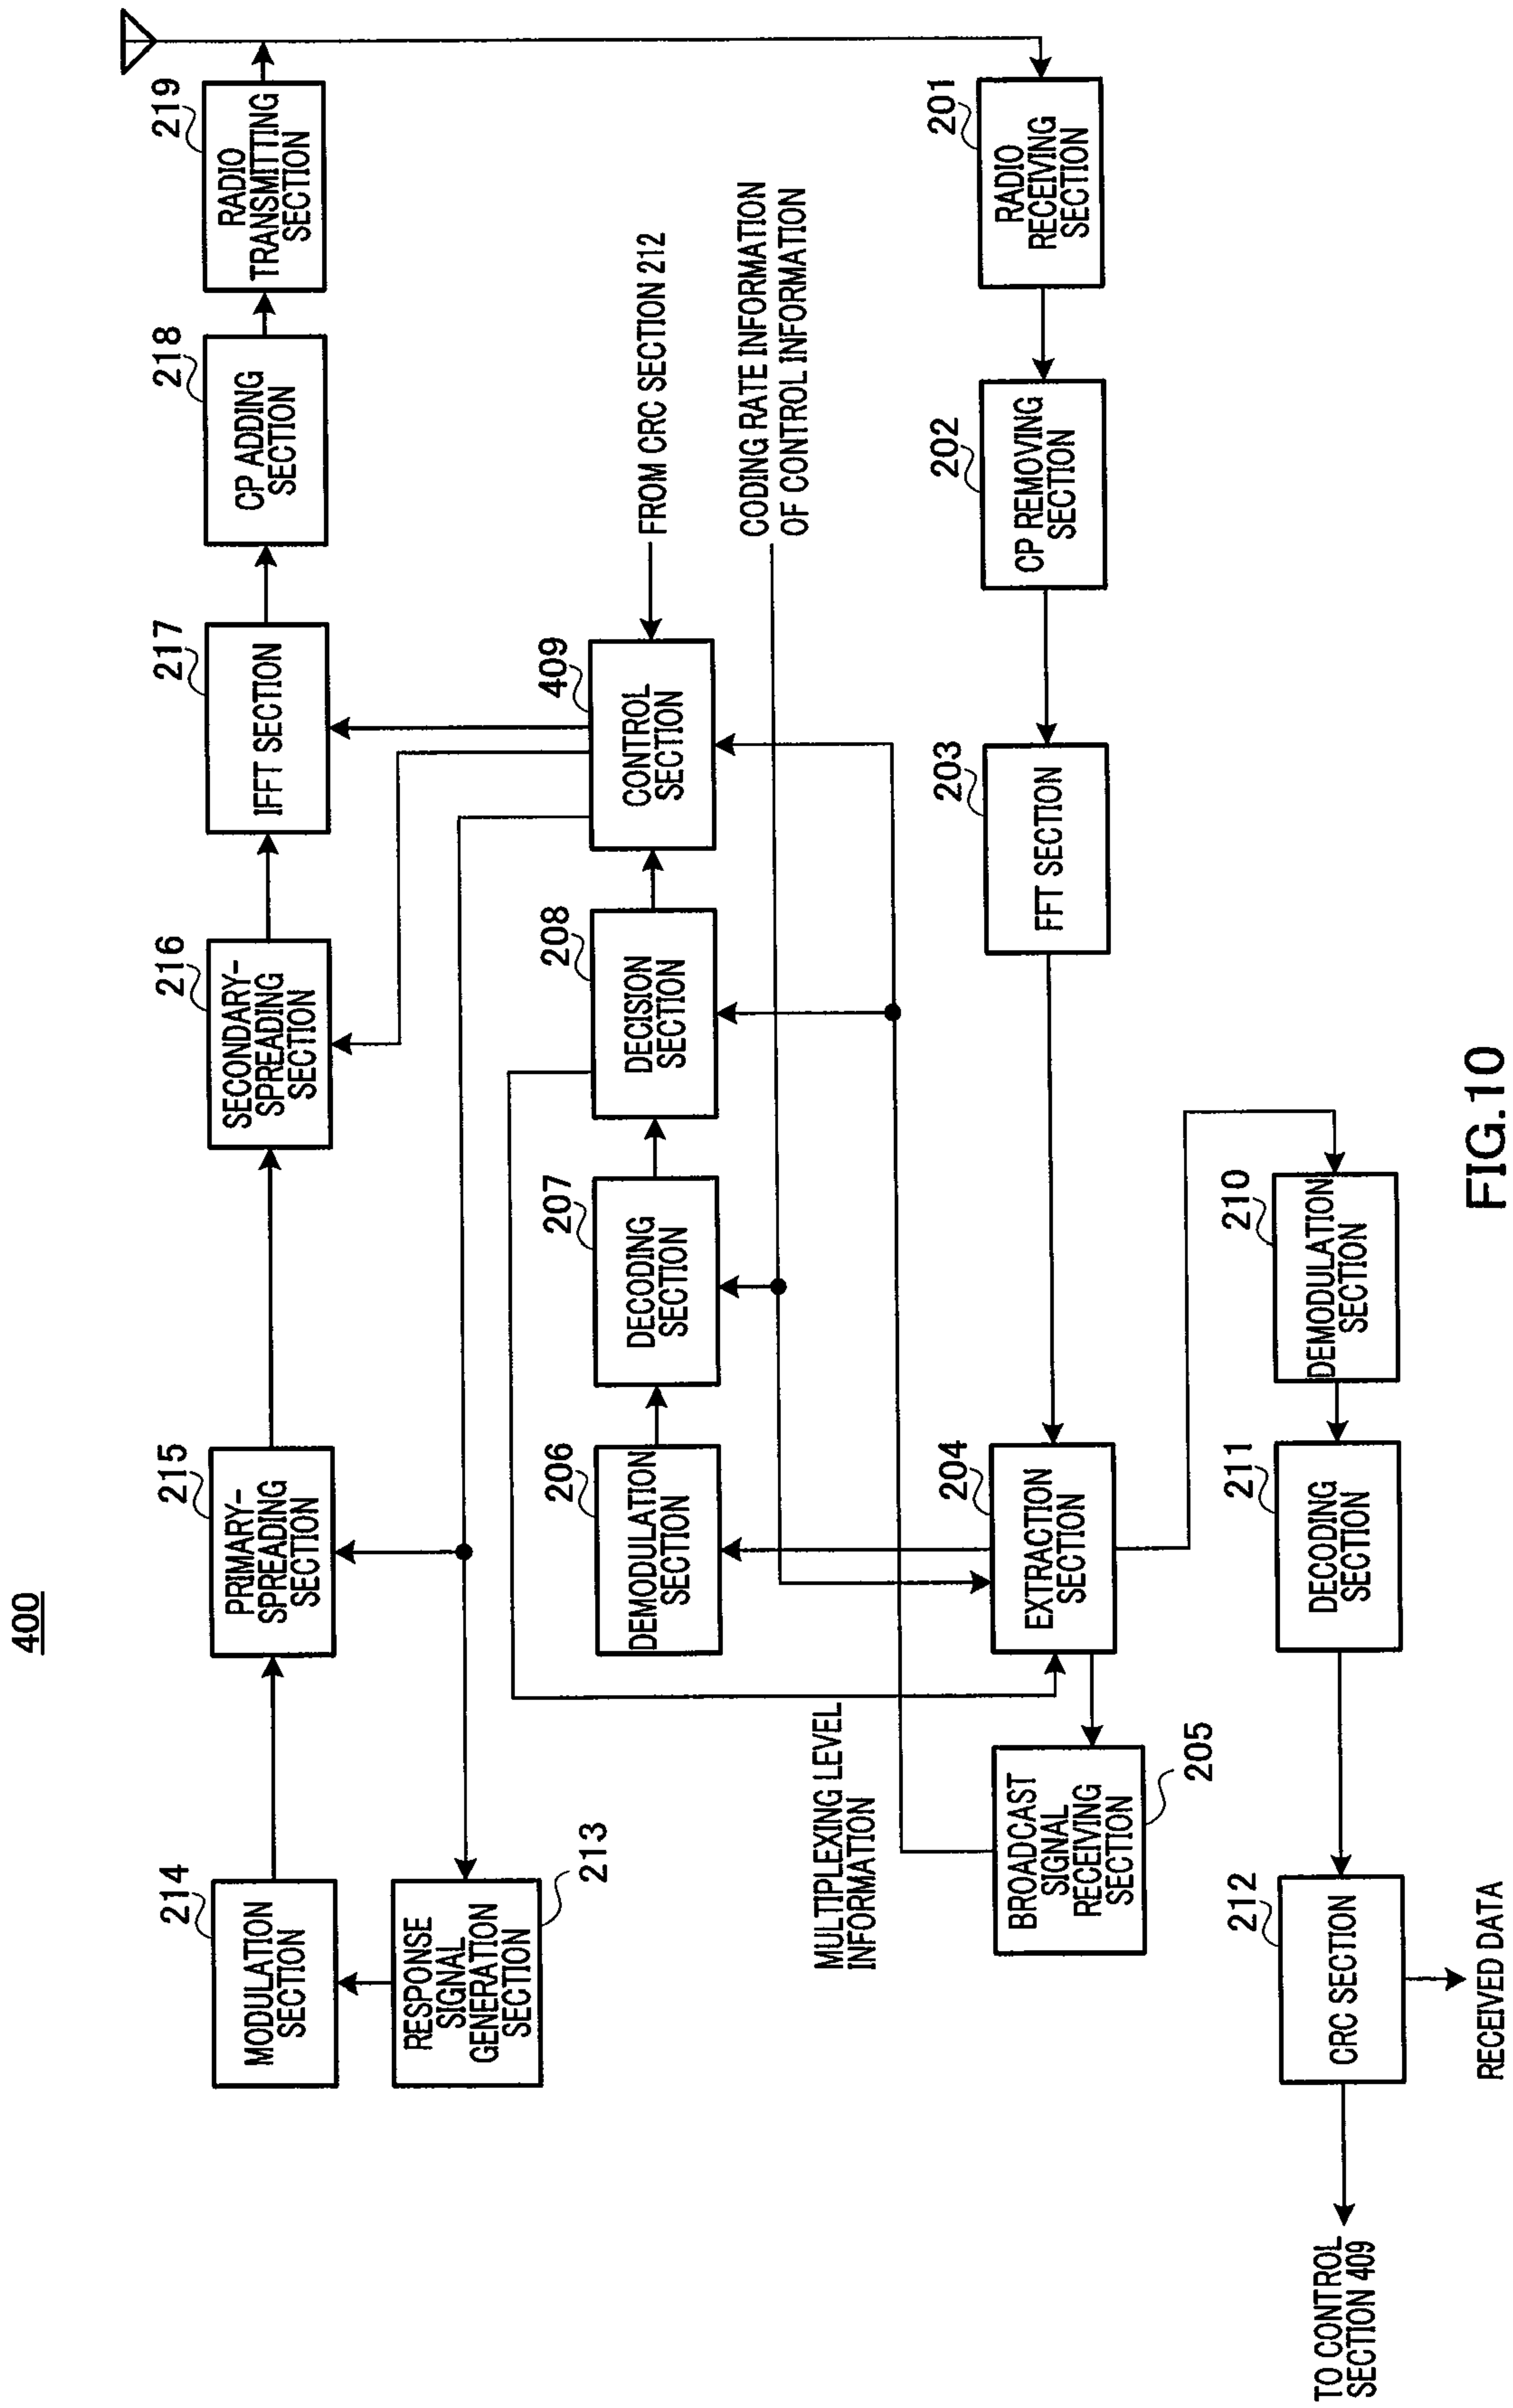 400
214
MODULATION
SECTION
215
PRIMARY-
SPREADING
SECTION
216
SECONDARY-
SPREADING
SECTION
217
IFFT SECTION
218
CP ADDING
SECTION
219
RADIO
TRANSMITTING
SECTION
RESPONSE
SIGNAL
GENERATION
SECTION
213
206
DEMODULATION
SECTION
207
DECODING
SECTION
208
DECISION
SECTION
409
CONTROL
SECTION
FROM CRC SECTION 212
CODING RATE INFORMATION
OF CONTROL INFORMATION
MULTIPLEXING LEVEL
INFORMATION
BROADCAST
SIGNAL
RECEIVING
SECTION
205
204
EXTRACTION
SECTION
203
FFT SECTION
202
CP REMOVING
SECTION
201
RADIO
RECEIVING
SECTION
TO CONTROL
SECTION 409
212
CRC SECTION
RECEIVED DATA
211
DECODING
SECTION
210
DEMODULATION
SECTION
FIG.10